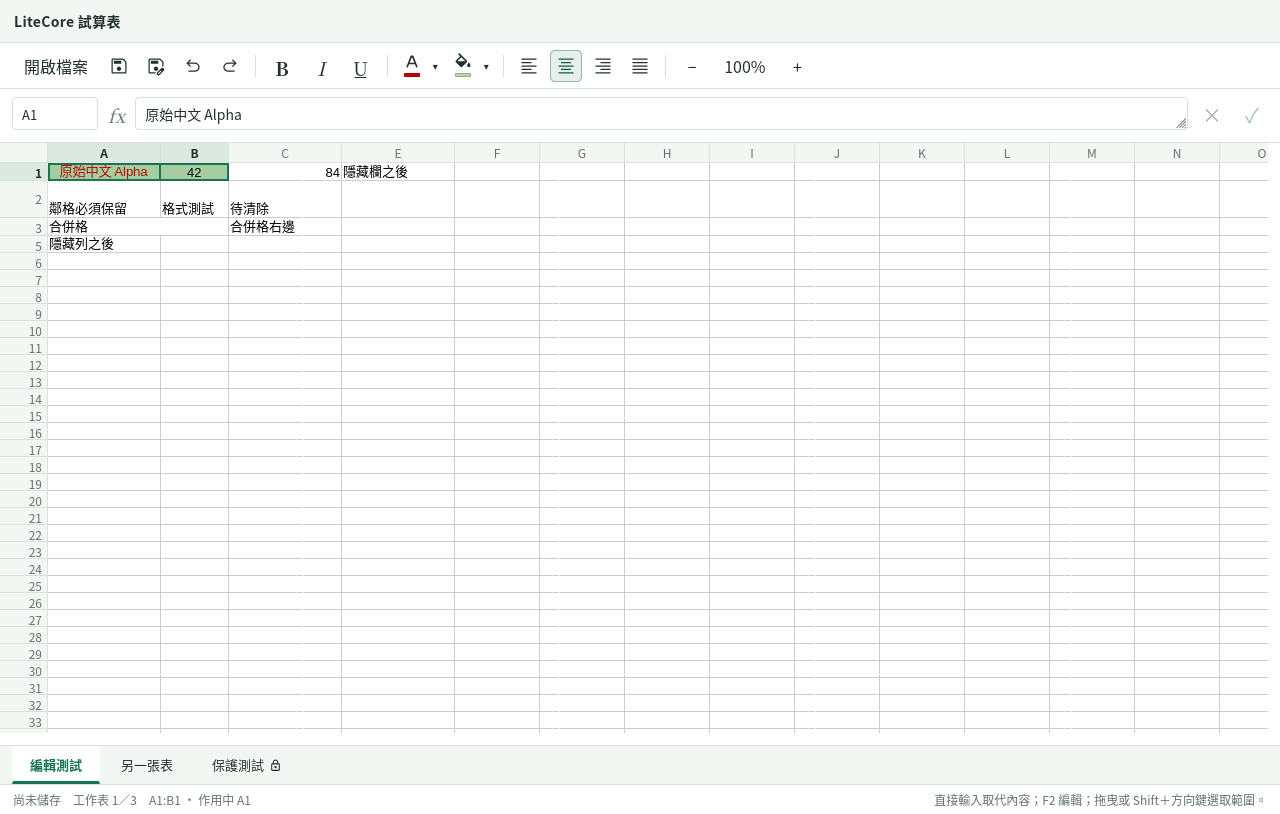 LiteCore 試算表
開啟檔案 B I U A ▾ ▾ − 100% +
A1 fx 原始中文 Alpha
A B C E F G H I J K L M N O
1 原始中文 Alpha 42 84 隱藏欄之後
2 鄰格必須保留 格式測試 待清除
3 合併格 合併格右邊
5 隱藏列之後
6
7
8
9
10
11
12
13
14
15
16
17
18
19
20
21
22
23
24
25
26
27
28
29
30
31
32
33
編輯測試 另一張表 保護測試
尚未儲存 工作表 1／3 A1:B1 · 作用中 A1 直接輸入取代內容；F2 編輯；拖曳或 Shift＋方向鍵選取範圍。